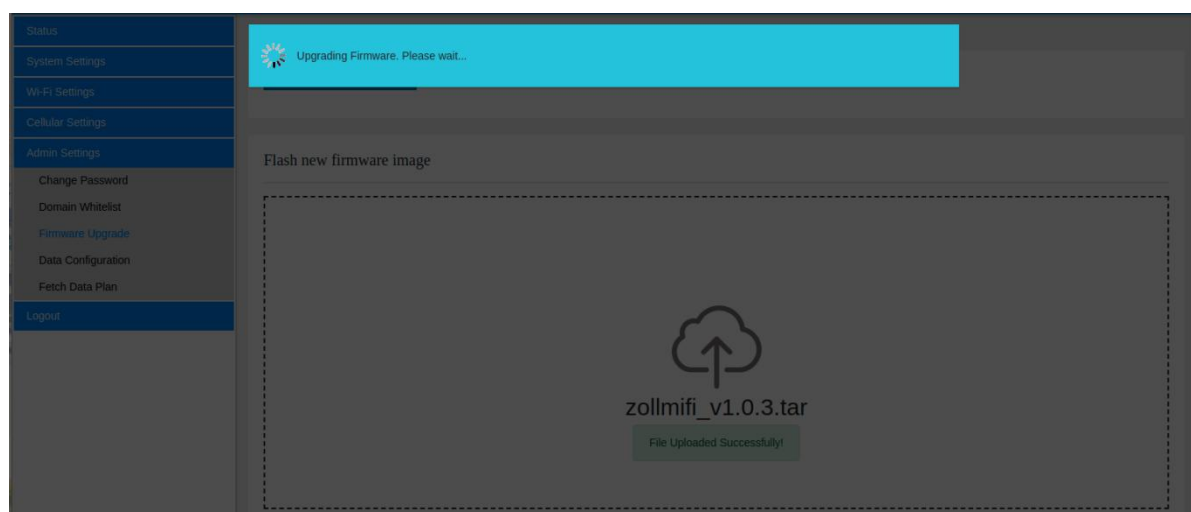 Status
System Settings
Wi-Fi Settings
Cellular Settings
Admin Settings
Change Password
Domain Whitelist
Firmware Upgrade
Data Configuration
Fetch Data Plan
Logout
Upgrading Firmware. Please wait...
Flash new firmware image
zollmifi_v1.0.3.tar
File Uploaded Successfully!